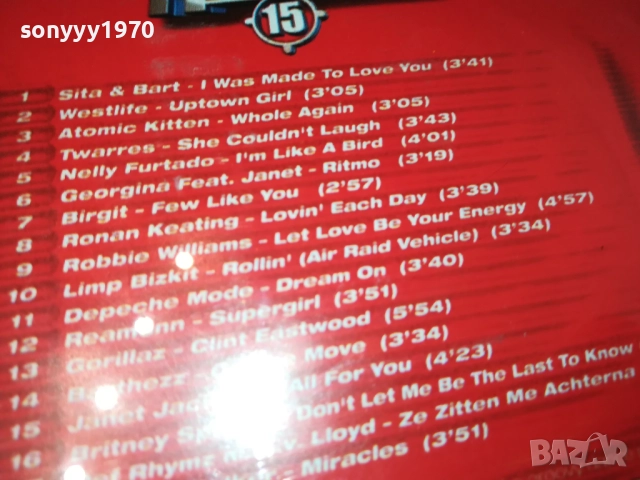 sonyyy1970
15
1 Sita & Bart - I Was Made To Love You (3'41)
2 Westlife - Uptown Girl (3'05)
3 Atomic Kitten - Whole Again (3'05)
4 Twarres - She Couldn't Laugh (3'43)
5 Nelly Furtado - I'm Like A Bird (4'01)
6 Georgina Feat. Janet - Ritmo (3'19)
7 Birgit - Few Like You (2'57)
8 Ronan Keating - Lovin' Each Day (3'39)
9 Robbie Williams - Let Love Be Your Energy (4'57)
10 Limp Bizkit - Rollin' (Air Raid Vehicle) (3'34)
11 Depeche Mode - Dream On (3'40)
12 Reamonn - Supergirl (3'51)
13 Gorillaz - Clint Eastwood (5'54)
14 Move (3'34)
15 Janet All For You (4'23)
16 Britney Don't Let Me Be The Last To Know
Rhymz Lloyd - Ze Zitten Me Achterna
- Miracles (3'51)
BAZAR
bg